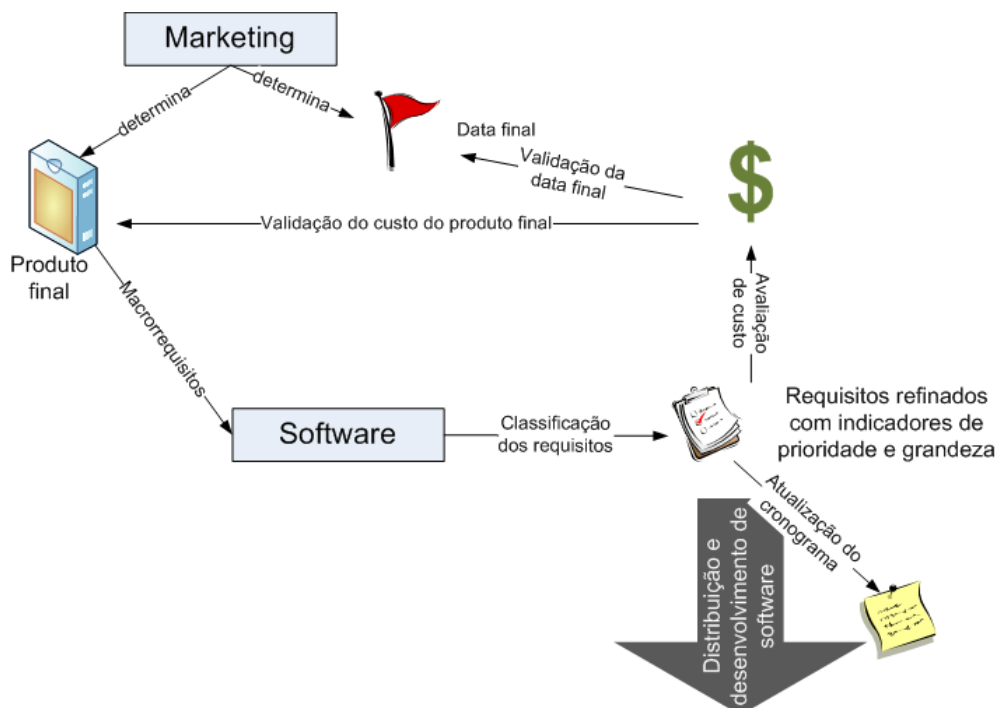 Marketing
determina
determina
Data final
Validação da
data final
Validação do custo do produto final
Produto
final
Macrorrequisitos
Avaliação
de custo
Software
Classificação
dos requisitos
Requisitos refinados
com indicadores de
prioridade e grandeza
Atualização do
cronograma
Distribuição e
desenvolvimento de
software